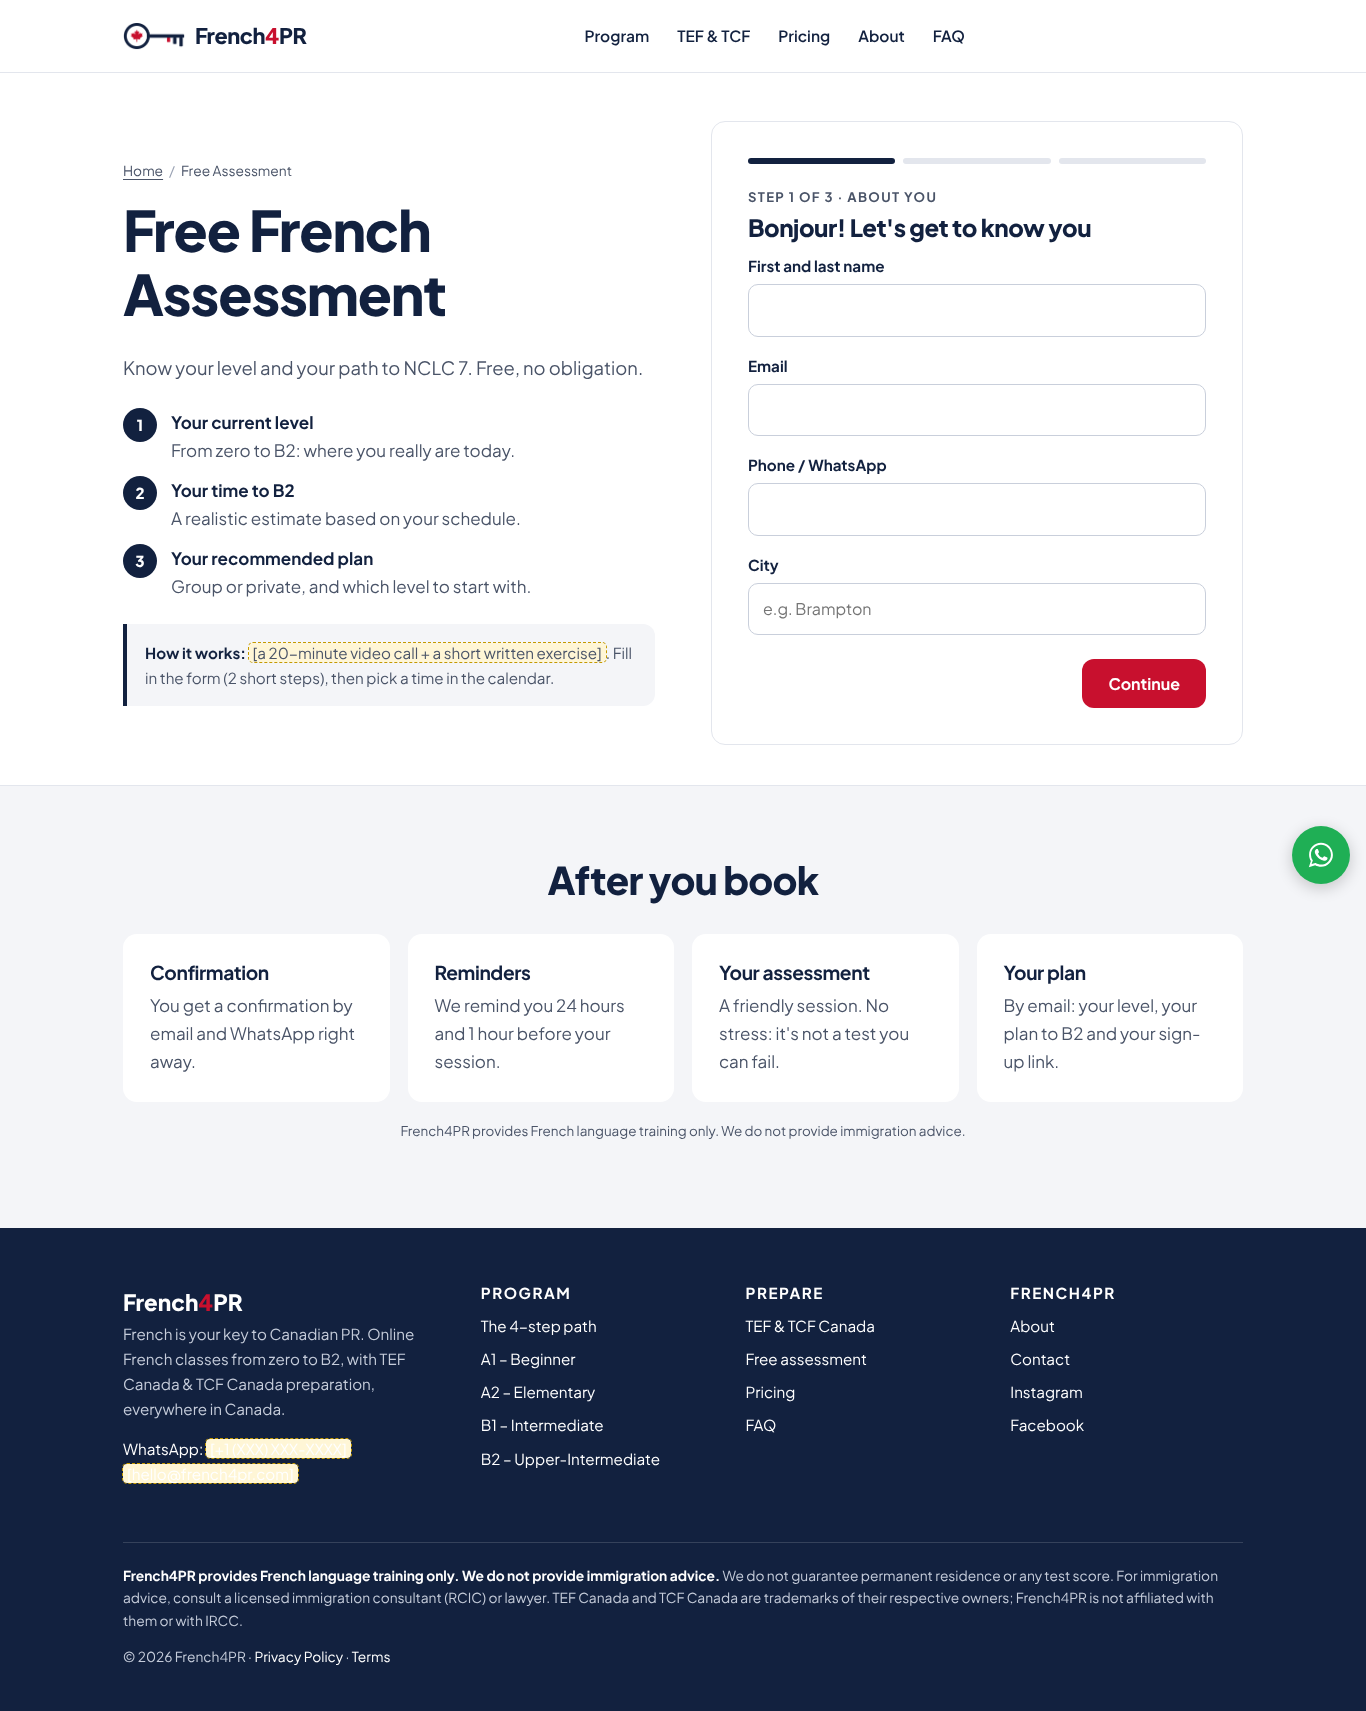 French4PR
Program
TEF & TCF
Pricing
About
FAQ
Home / Free Assessment
Free French
Assessment
Know your level and your path to NCLC 7. Free, no obligation.
1
Your current level
From zero to B2: where you really are today.
2
Your time to B2
A realistic estimate based on your schedule.
3
Your recommended plan
Group or private, and which level to start with.
How it works: [a 20-minute video call + a short written exercise]. Fill
in the form (2 short steps), then pick a time in the calendar.
STEP 1 OF 3 · ABOUT YOU
Bonjour! Let's get to know you
First and last name
Email
Phone / WhatsApp
City
e.g. Brampton
Continue
After you book
Confirmation
You get a confirmation by
email and WhatsApp right
away.
Reminders
We remind you 24 hours
and 1 hour before your
session.
Your assessment
A friendly session. No
stress: it's not a test you
can fail.
Your plan
By email: your level, your
plan to B2 and your sign-
up link.
French4PR provides French language training only. We do not provide immigration advice.
French4PR
French is your key to Canadian PR. Online
French classes from zero to B2, with TEF
Canada & TCF Canada preparation,
everywhere in Canada.
WhatsApp:
PROGRAM
The 4-step path
A1 – Beginner
A2 – Elementary
B1 – Intermediate
B2 – Upper-Intermediate
PREPARE
TEF & TCF Canada
Free assessment
Pricing
FAQ
FRENCH4PR
About
Contact
Instagram
Facebook
French4PR provides French language training only. We do not provide immigration advice. We do not guarantee permanent residence or any test score. For immigration
advice, consult a licensed immigration consultant (RCIC) or lawyer. TEF Canada and TCF Canada are trademarks of their respective owners; French4PR is not affiliated with
them or with IRCC.
© 2026 French4PR · Privacy Policy · Terms